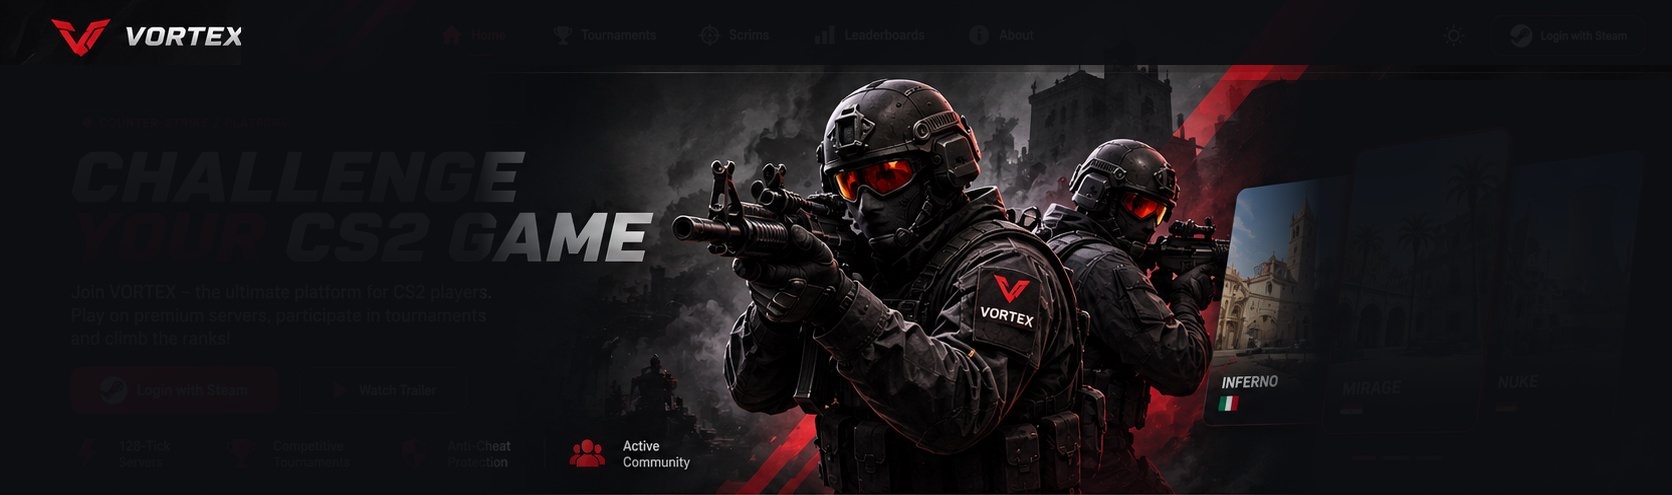 VORTEX
Home
Tournaments
Scrims
Leaderboards
About
Login with Steam
CHALLENGE
YOUR CS2 GAME
Join VORTEX – the ultimate platform for CS2 players.
Play on premium servers, participate in tournaments
and climb the ranks!
Login with Steam
Watch Trailer
128-Tick
Servers
Competitive
Tournaments
Anti-Cheat
Protection
Active
Community
VORTEX
INFERNO
MIRAGE
NUKE